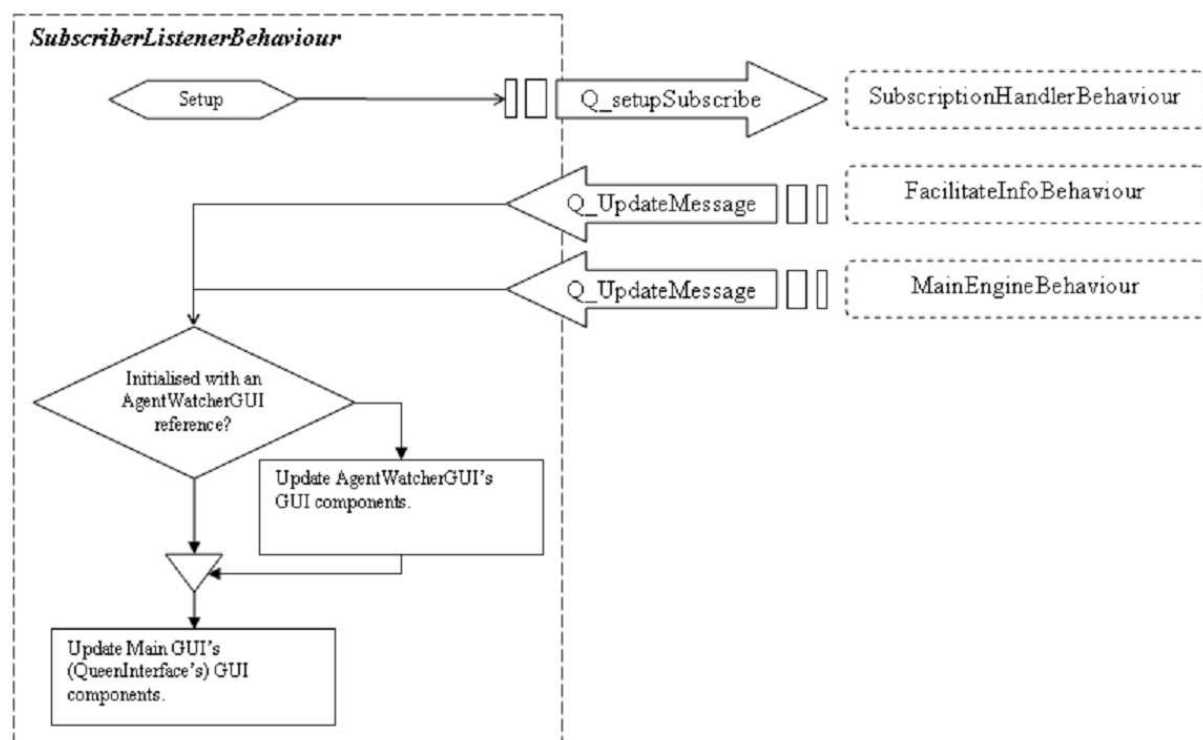 SubscriberListenerBehaviour
Setup
Q_setupSubscribe
SubscriptionHandlerBehaviour
Q_UpdateMessage
FacilitateInfoBehaviour
Q_UpdateMessage
MainEngineBehaviour
Initialised with an
AgentWatcherGUI
reference?
Update AgentWatcherGUI's
GUI components.
Update Main GUI's
(QueenInterface's) GUI
components.